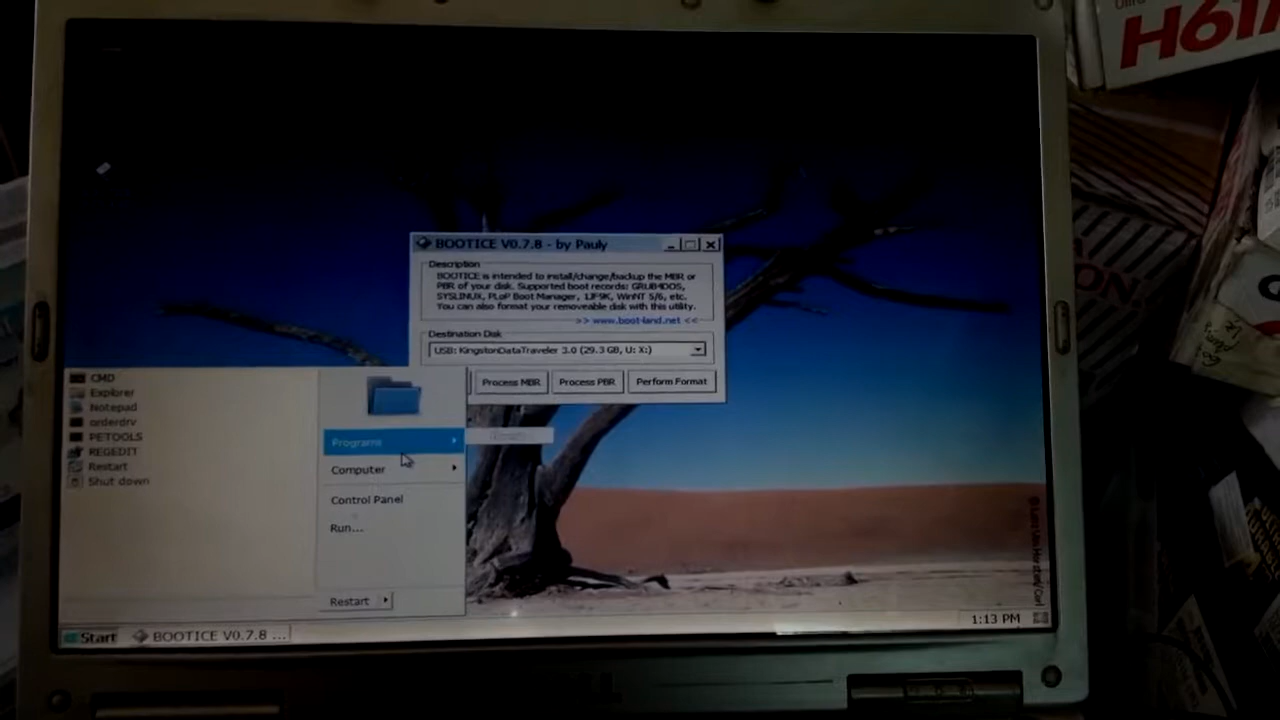 H61
BOOTICE V0.7.8 - by Pauly
Description
BOOTICE is intended to install/change/backup the MBR or
PBR of your disk. Supported boot records: GRUB4DOS,
SYSLINUX, PLoP Boot Manager, 1JF9K, WinNT 5/6, etc.
You can also format your removeable disk with this utility.
>> www.boot-land.net <<
Destination Disk
USB: KingstonDataTraveler 3.0 (29.3 GB, U: X:)
Process MBR Process PBR Perform Format
CMD
Explorer
Notepad
orderdrv
PETOOLS
REGEDIT
Restart
Shut down
Programs
Computer
Control Panel
Run...
Restart
Start BOOTICE V0.7.8 ... 1:13 PM